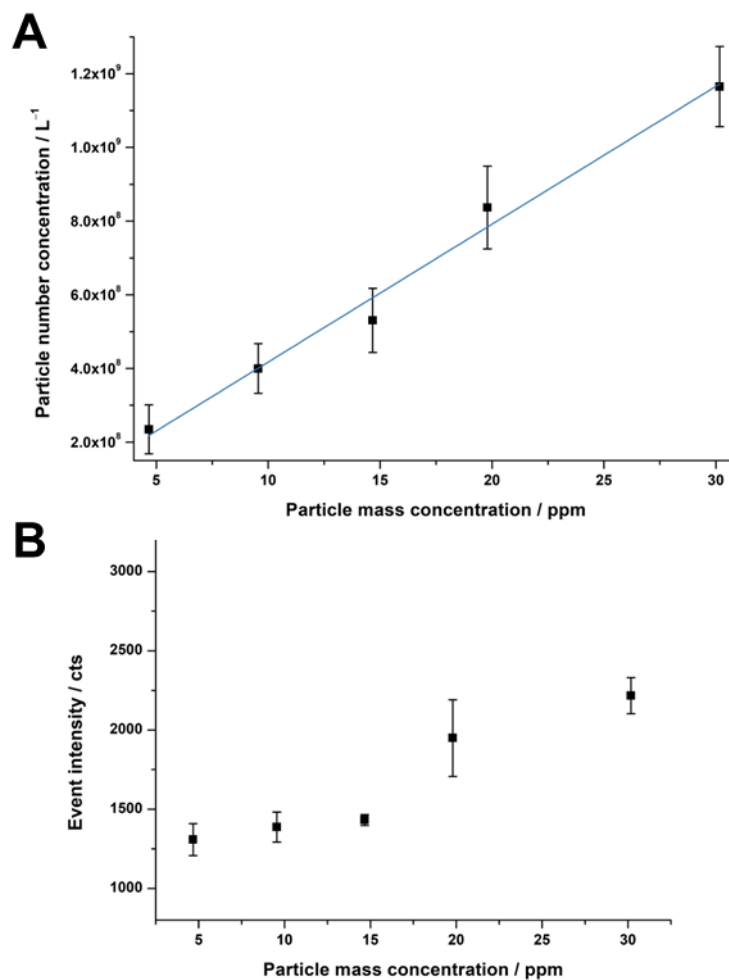 A
1.2x10⁹
1.0x10⁹
8.0x10⁸
6.0x10⁸
4.0x10⁸
2.0x10⁸
Particle number concentration / L⁻¹
5 10 15 20 25 30
Particle mass concentration / ppm
B
3000
2500
2000
1500
1000
Event intensity / cts
5 10 15 20 25 30
Particle mass concentration / ppm